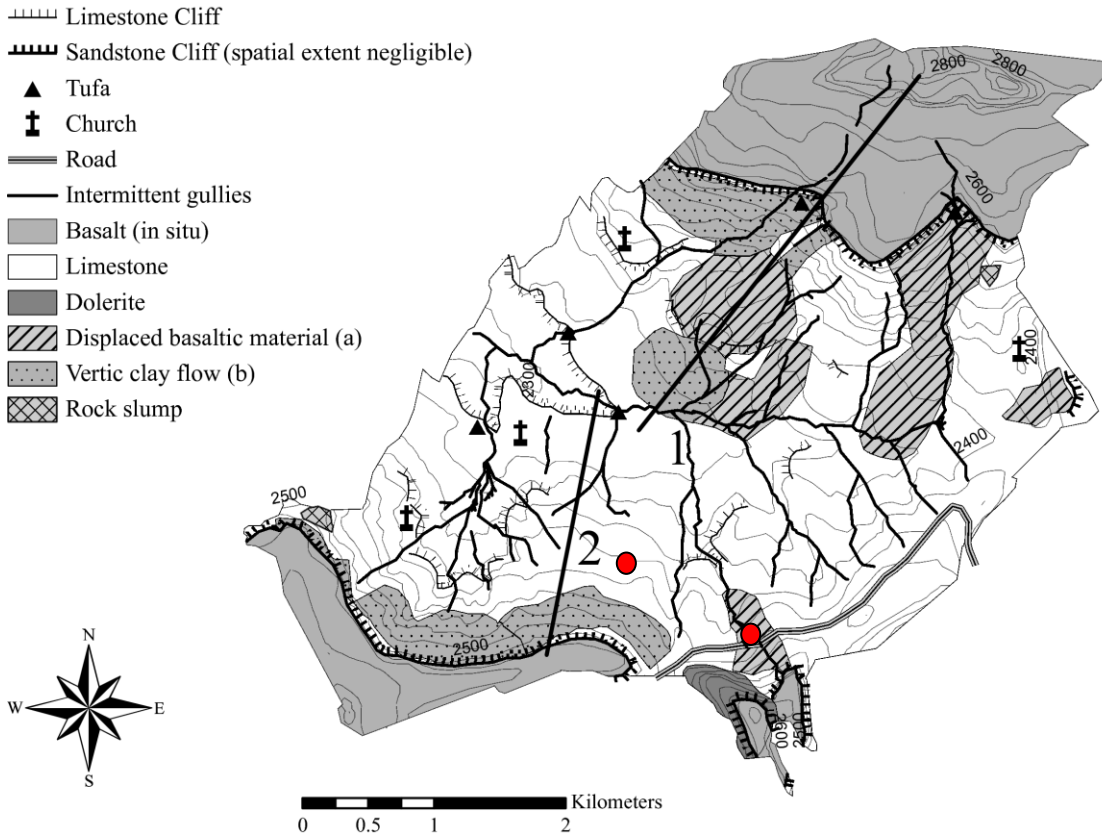 Limestone Cliff
Sandstone Cliff (spatial extent negligible)
Tufa
Church
Road
Intermittent gullies
Basalt (in situ)
Limestone
Dolerite
Displaced basaltic material (a)
Vertic clay flow (b)
Rock slump
2800
2800
2600
2400
2300
2400
1
2500
2
2500
2500
2600
N
W E
S
Kilometers
0 0.5 1 2